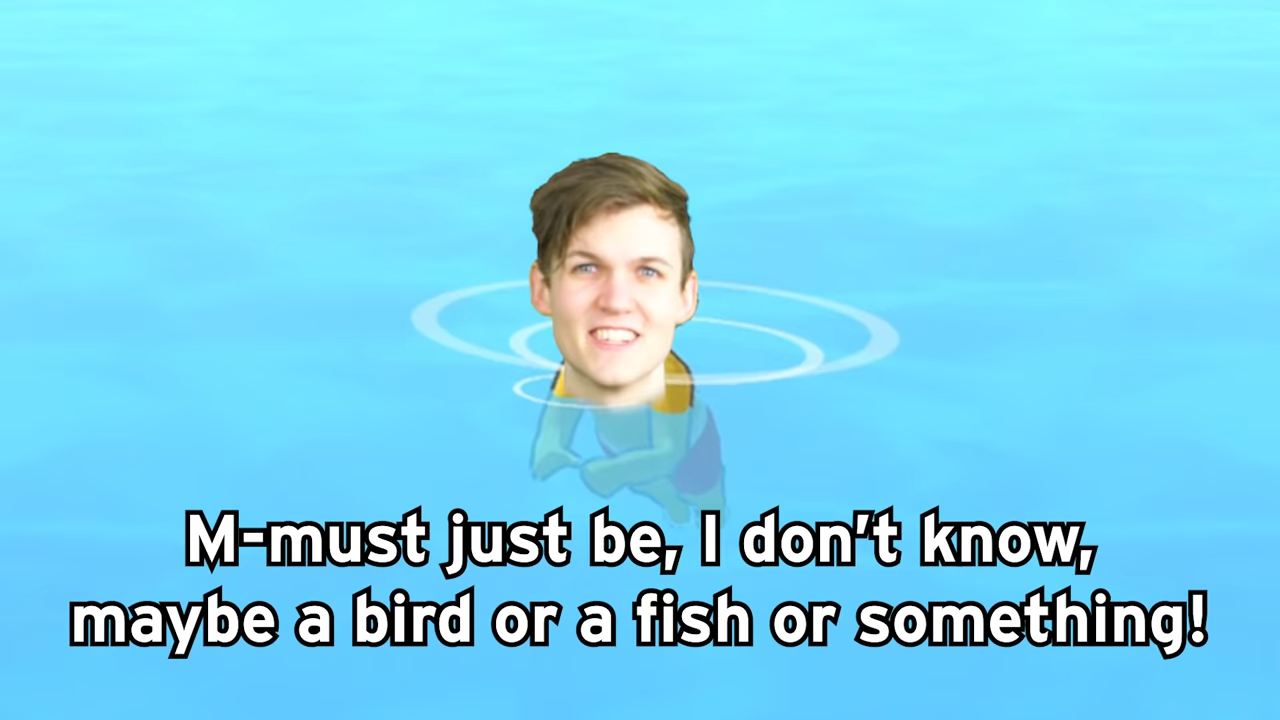 M-must just be, I don’t know,
maybe a bird or a fish or something!